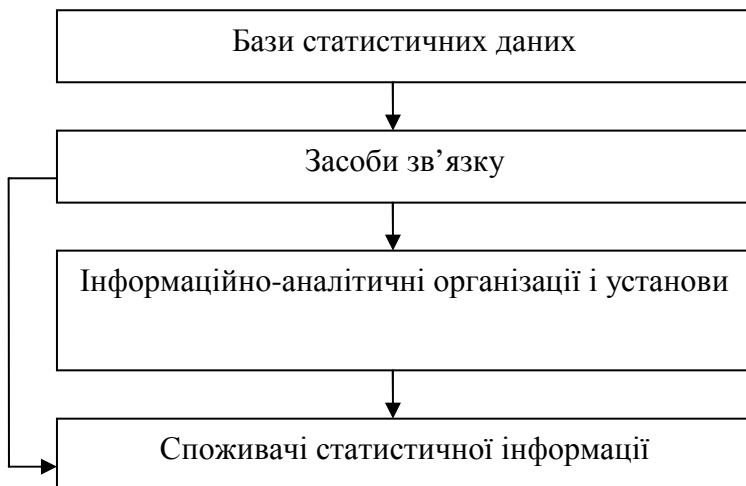 Бази статистичних даних
Засоби зв’язку
Інформаційно-аналітичні організації і установи
Споживачі статистичної інформації